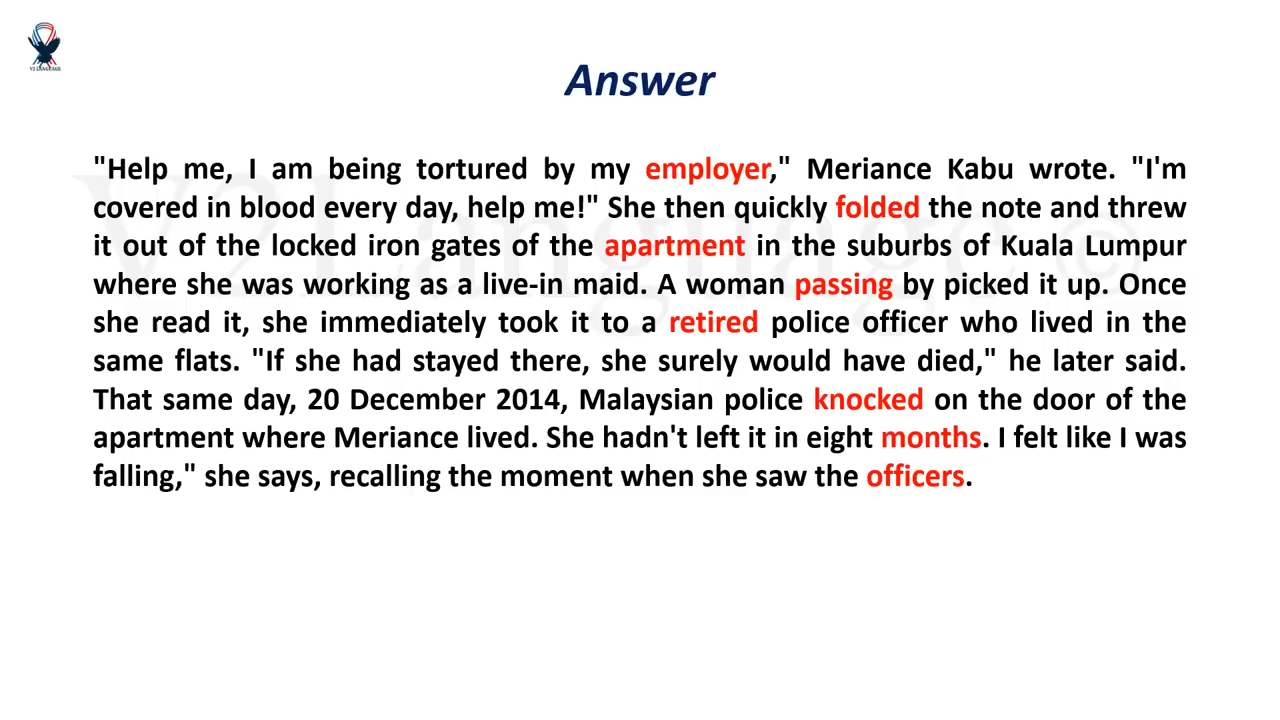 V2 LANGUAGE
Answer
"Help me, I am being tortured by my employer," Meriance Kabu wrote. "I'm
covered in blood every day, help me!" She then quickly folded the note and threw
it out of the locked iron gates of the apartment in the suburbs of Kuala Lumpur
where she was working as a live-in maid. A woman passing by picked it up. Once
she read it, she immediately took it to a retired police officer who lived in the
same flats. "If she had stayed there, she surely would have died," he later said.
That same day, 20 December 2014, Malaysian police knocked on the door of the
apartment where Meriance lived. She hadn't left it in eight months. I felt like I was
falling," she says, recalling the moment when she saw the officers.
V2Language ©